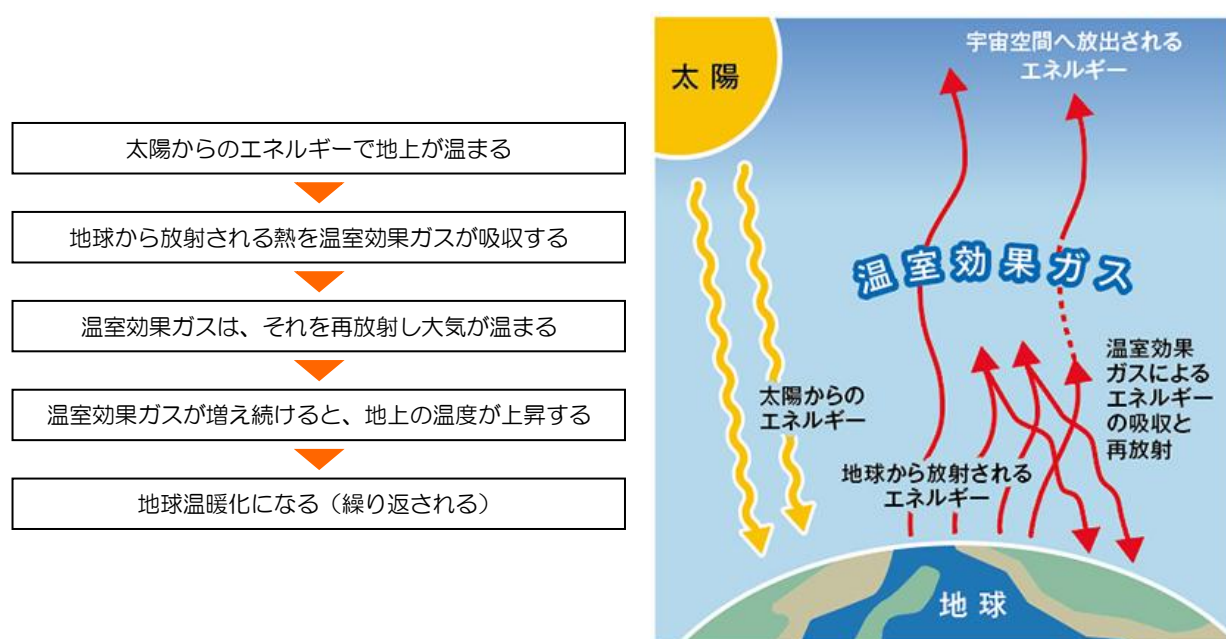 太陽からのエネルギーで地上が温まる
地球から放射される熱を温室効果ガスが吸収する
温室効果ガスは、それを再放射し大気が温まる
温室効果ガスが増え続けると、地上の温度が上昇する
地球温暖化になる（繰り返される）
太陽
宇宙空間へ放出される
エネルギー
温室効果ガス
太陽からの
エネルギー
地球から放射される
エネルギー
温室効果
ガスによる
エネルギー
の吸収と
再放射
地球